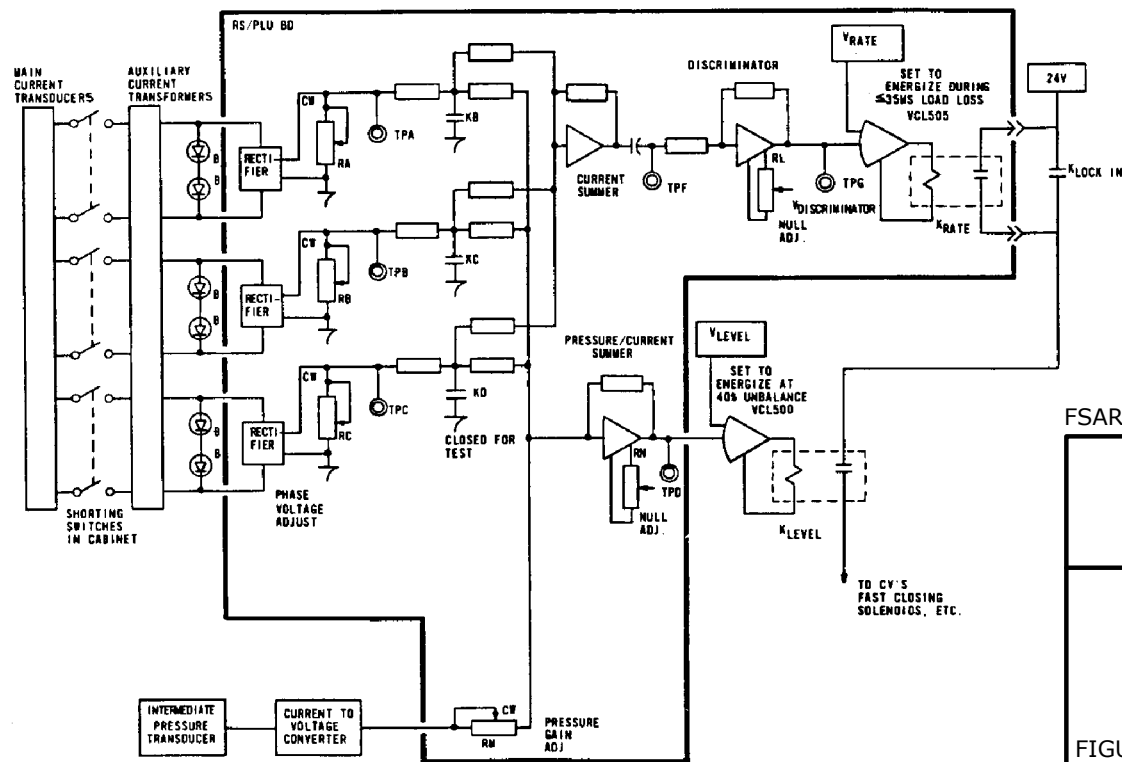 RS/PLU BD
MAIN
CURRENT
TRANSDUCERS
AUXILIARY
CURRENT
TRANSFORMERS
B
B
RECTI-
FIER
CW
RA
TPA
KB
CURRENT
SUMMER
TPF
DISCRIMINATOR
RL
VDISCRIMINATOR
NULL
ADJ.
TPG
VRATE
SET TO
ENERGIZE DURING
≤35MS LOAD LOSS
VCL505
KRATE
24V
KLOCK IN
B
B
RECTI-
FIER
CW
RB
TPB
KC
B
B
RECTI-
FIER
CW
RC
TPC
KD
CLOSED FOR
TEST
PHASE
VOLTAGE
ADJUST
SHORTING
SWITCHES
IN CABINET
PRESSURE/CURRENT
SUMMER
RN
NULL
ADJ.
TPD
VLEVEL
SET TO
ENERGIZE AT
40% UNBALANCE
VCL500
KLEVEL
TO CV'S
FAST CLOSING
SOLENOIDS, ETC.
INTERMEDIATE
PRESSURE
TRANSDUCER
CURRENT TO
VOLTAGE
CONVERTER
CW
RM
PRESSURE
GAIN
ADJ
FSAR
FIGU